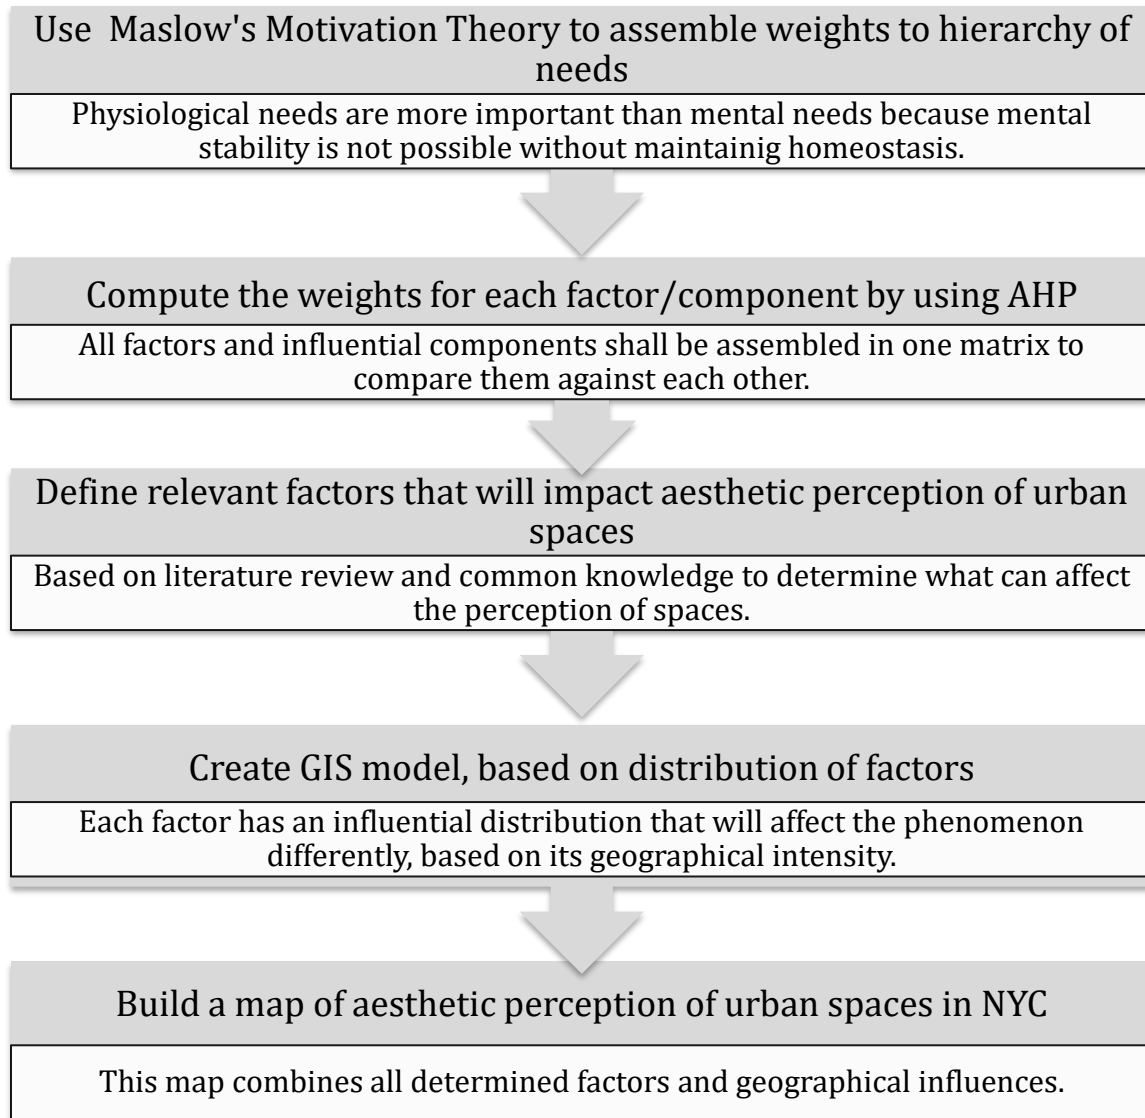 Use  Maslow's Motivation Theory to assemble weights to hierarchy of
needs
Physiological needs are more important than mental needs because mental
stability is not possible without maintainig homeostasis.
Compute the weights for each factor/component by using AHP
All factors and influential components shall be assembled in one matrix to
compare them against each other.
Define relevant factors that will impact aesthetic perception of urban
spaces
Based on literature review and common knowledge to determine what can affect
the perception of spaces.
Create GIS model, based on distribution of factors
Each factor has an influential distribution that will affect the phenomenon
differently, based on its geographical intensity.
Build a map of aesthetic perception of urban spaces in NYC
This map combines all determined factors and geographical influences.